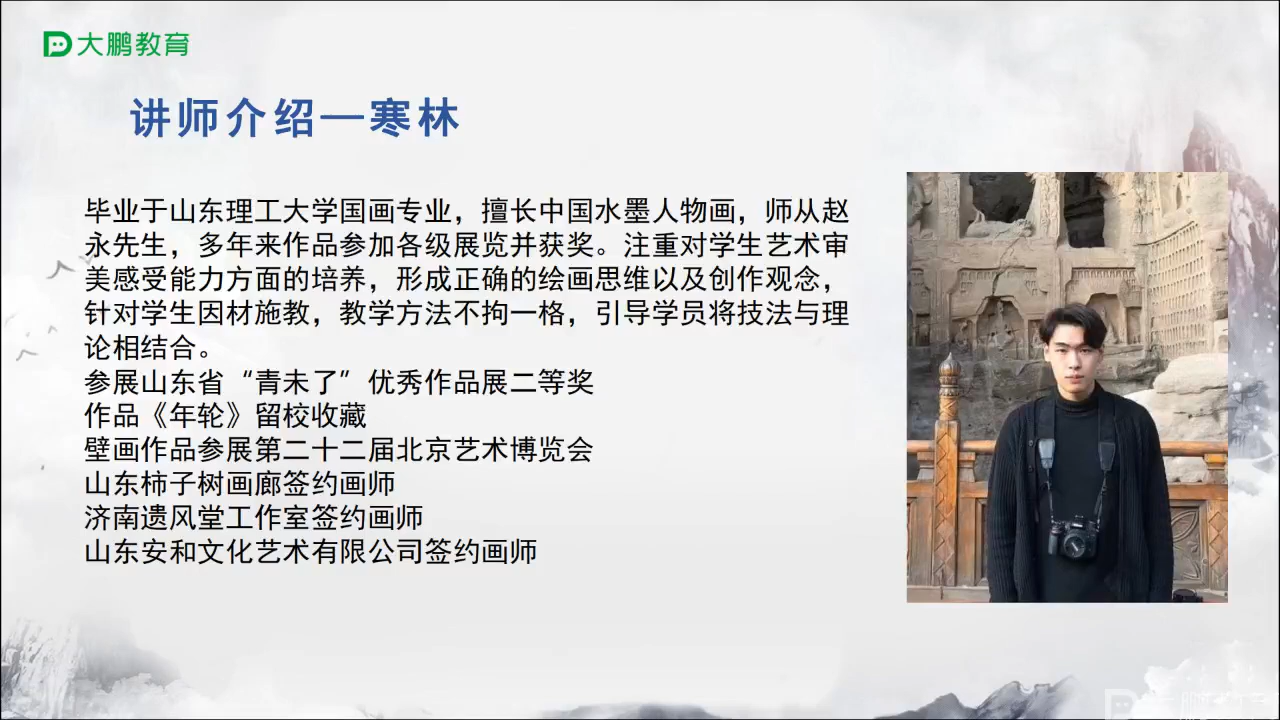 大鹏教育
讲师介绍—寒林
毕业于山东理工大学国画专业，擅长中国水墨人物画，师从赵
永先生，多年来作品参加各级展览并获奖。注重对学生艺术审
美感受能力方面的培养，形成正确的绘画思维以及创作观念，
针对学生因材施教，教学方法不拘一格，引导学员将技法与理
论相结合。
参展山东省“青未了”优秀作品展二等奖
作品《年轮》留校收藏
壁画作品参展第二十二届北京艺术博览会
山东柿子树画廊签约画师
济南遗风堂工作室签约画师
山东安和文化艺术有限公司签约画师